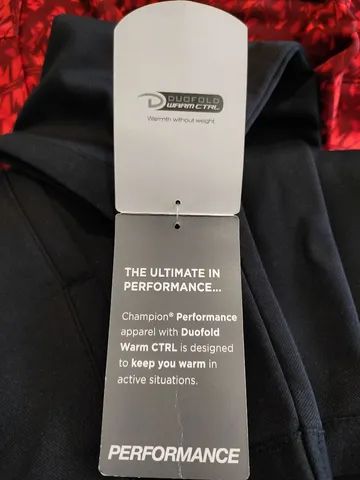 DUOFOLD
WARM CTRL
Warmth without weight
THE ULTIMATE IN
PERFORMANCE...
Champion® Performance
apparel with Duofold
Warm CTRL is designed
to keep you warm in
active situations.
PERFORMANCE